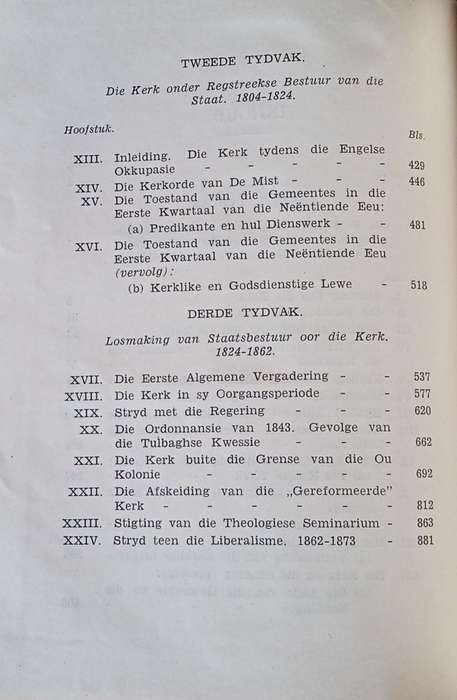 TWEEDE TYDVAK.
Die Kerk onder Regstreekse Bestuur van die
Staat. 1804-1824.
Hoofstuk.
Bls.
XIII. Inleiding. Die Kerk tydens die Engelse
Okkupasie - - - - - 429
XIV. Die Kerkorde van De Mist - - - 446
XV. Die Toestand van die Gemeentes in die
Eerste Kwartaal van die Neëntiende Eeu:
(a) Predikante en hul Dienswerk - - 481
XVI. Die Toestand van die Gemeentes in die
Eerste Kwartaal van die Neëntiende Eeu
(vervolg):
(b) Kerklike en Godsdienstige Lewe - 518
DERDE TYDVAK.
Losmaking van Staatsbestuur oor die Kerk.
1824-1862.
XVII. Die Eerste Algemene Vergadering - - 537
XVIII. Die Kerk in sy Oorgangsperiode - - 577
XIX. Stryd met die Regering - - - 620
XX. Die Ordonnansie van 1843. Gevolge van
die Tulbaghse Kwessie - - - 662
XXI. Die Kerk buite die Grense van die Ou
Kolonie - - - - - 692
XXII. Die Afskeiding van die „Gereformeerde"
Kerk - - - - - - 812
XXIII. Stigting van die Theologiese Seminarium - 863
XXIV. Stryd teen die Liberalisme. 1862-1873 - 881